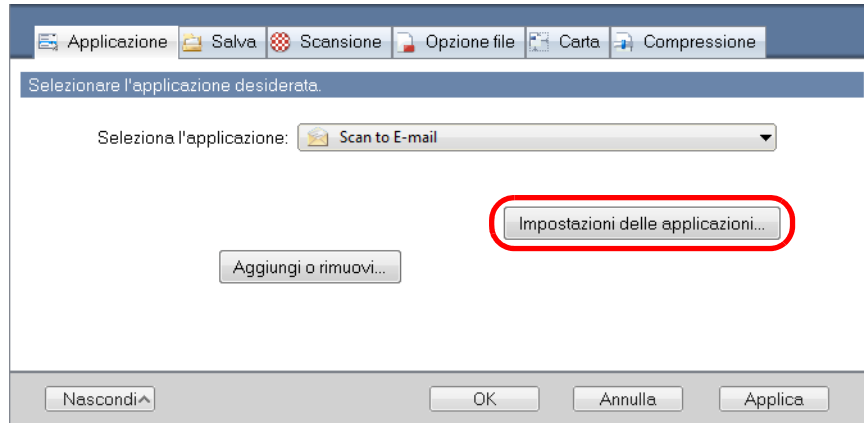 Applicazione Salva Scansione Opzione file Carta Compressione
Selezionare l'applicazione desiderata.
Seleziona l'applicazione: Scan to E-mail
Impostazioni delle applicazioni...
Aggiungi o rimuovi...
Nascondi OK Annulla Applica